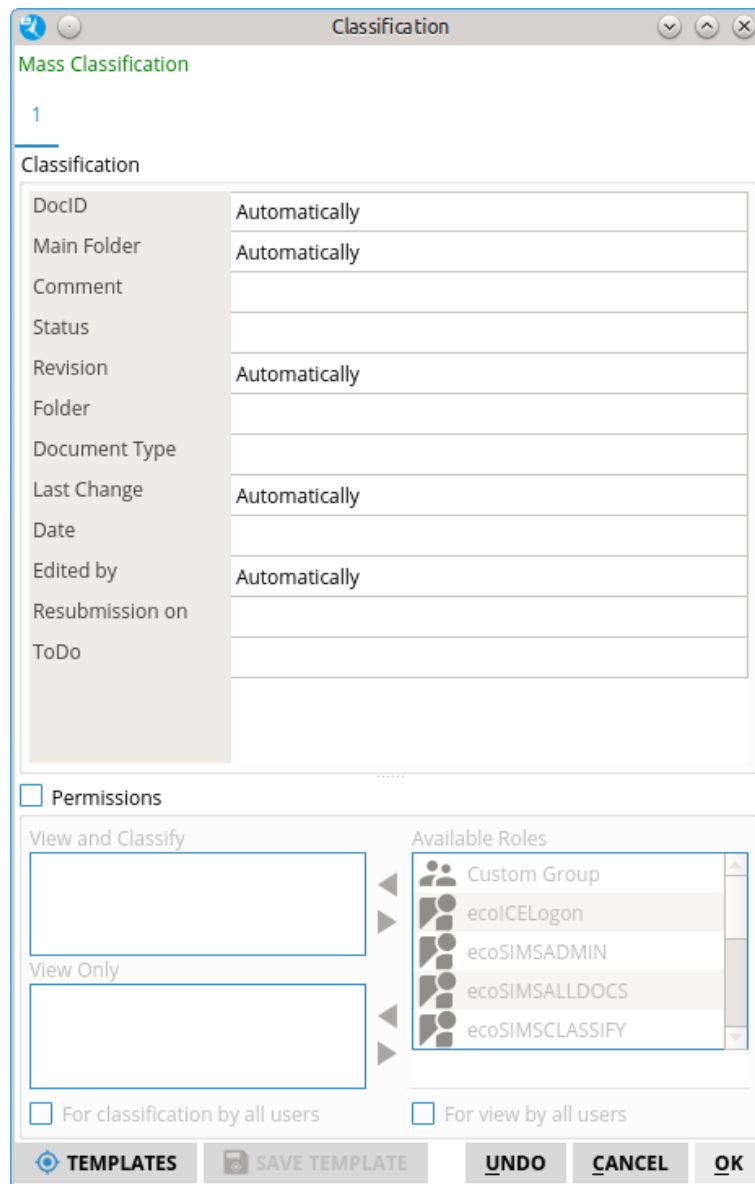 Classification
Mass Classification
1
Classification
DocID Automatically
Main Folder Automatically
Comment
Status
Revision Automatically
Folder
Document Type
Last Change Automatically
Date
Edited by Automatically
Resubmission on
ToDo
Permissions
View and Classify Available Roles
Custom Group
ecoICELogon
ecoSIMSADMIN
View Only
ecoSIMSALLDOCS
ecoSIMSCLASSIFY
For classification by all users For view by all users
TEMPLATES SAVE TEMPLATE UNDO CANCEL OK